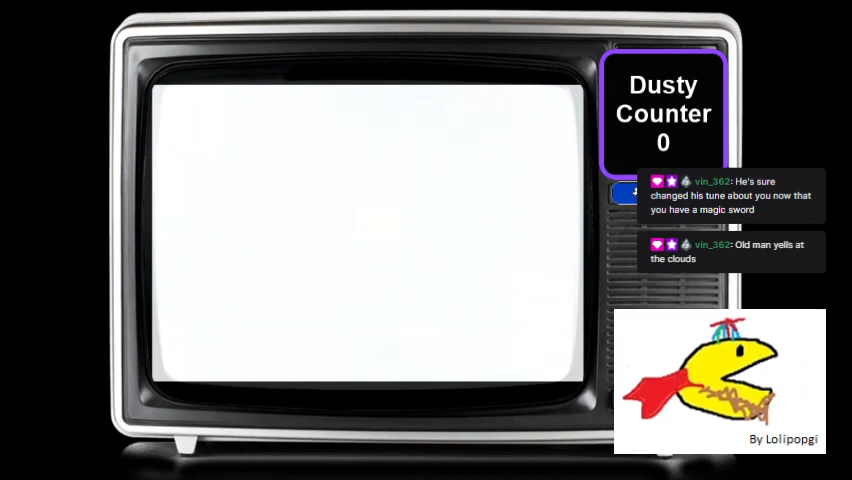 Dusty
Counter
0
vin_362: He's sure
changed his tune about you now that
you have a magic sword
vin_362: Old man yells at
the clouds
By Lolipopgi